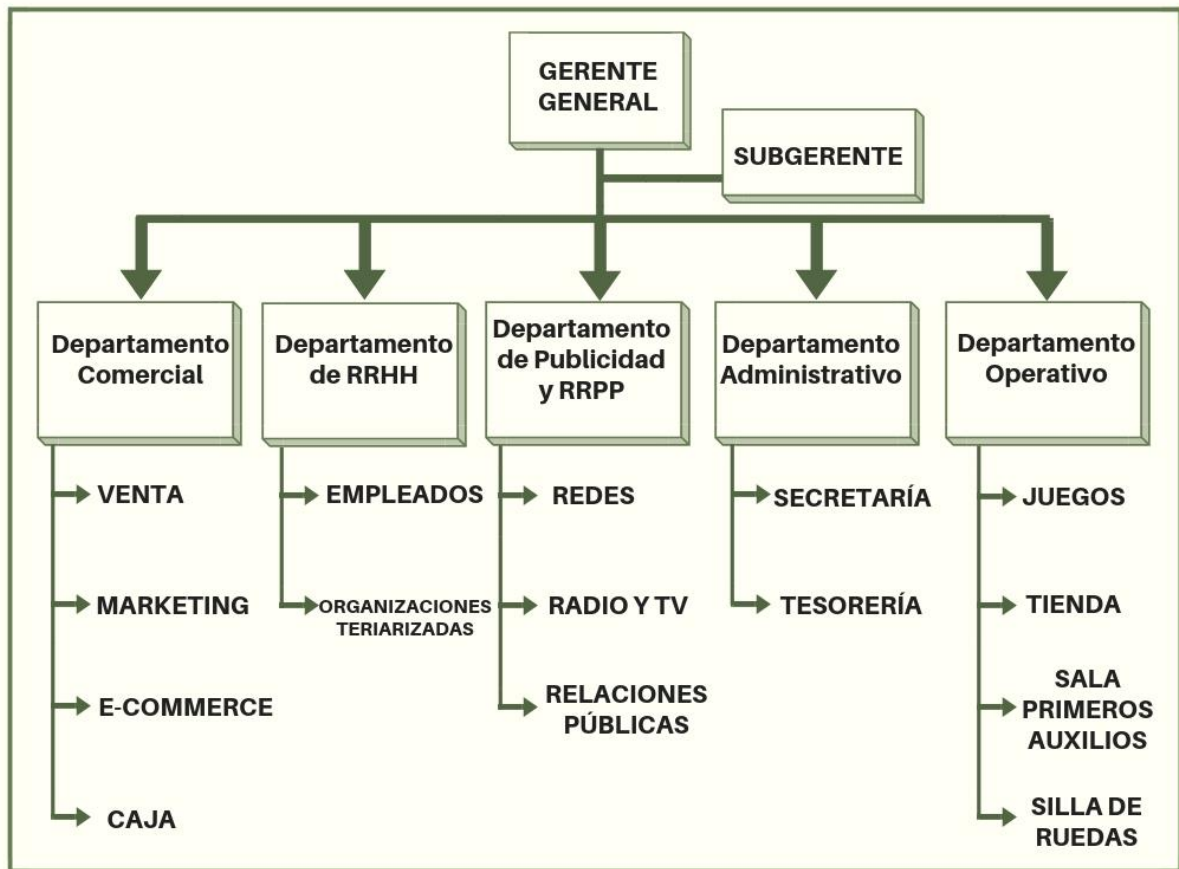 GERENTE
GENERAL
SUBGERENTE
Departamento
Comercial
VENTA
MARKETING
E-COMMERCE
CAJA
Departamento
de RRHH
EMPLEADOS
ORGANIZACIONES
TERIARIZADAS
Departamento
de Publicidad
y RRPP
REDES
RADIO Y TV
RELACIONES
PÚBLICAS
Departamento
Administrativo
SECRETARÍA
TESORERÍA
Departamento
Operativo
JUEGOS
TIENDA
SALA
PRIMEROS
AUXILIOS
SILLA DE
RUEDAS